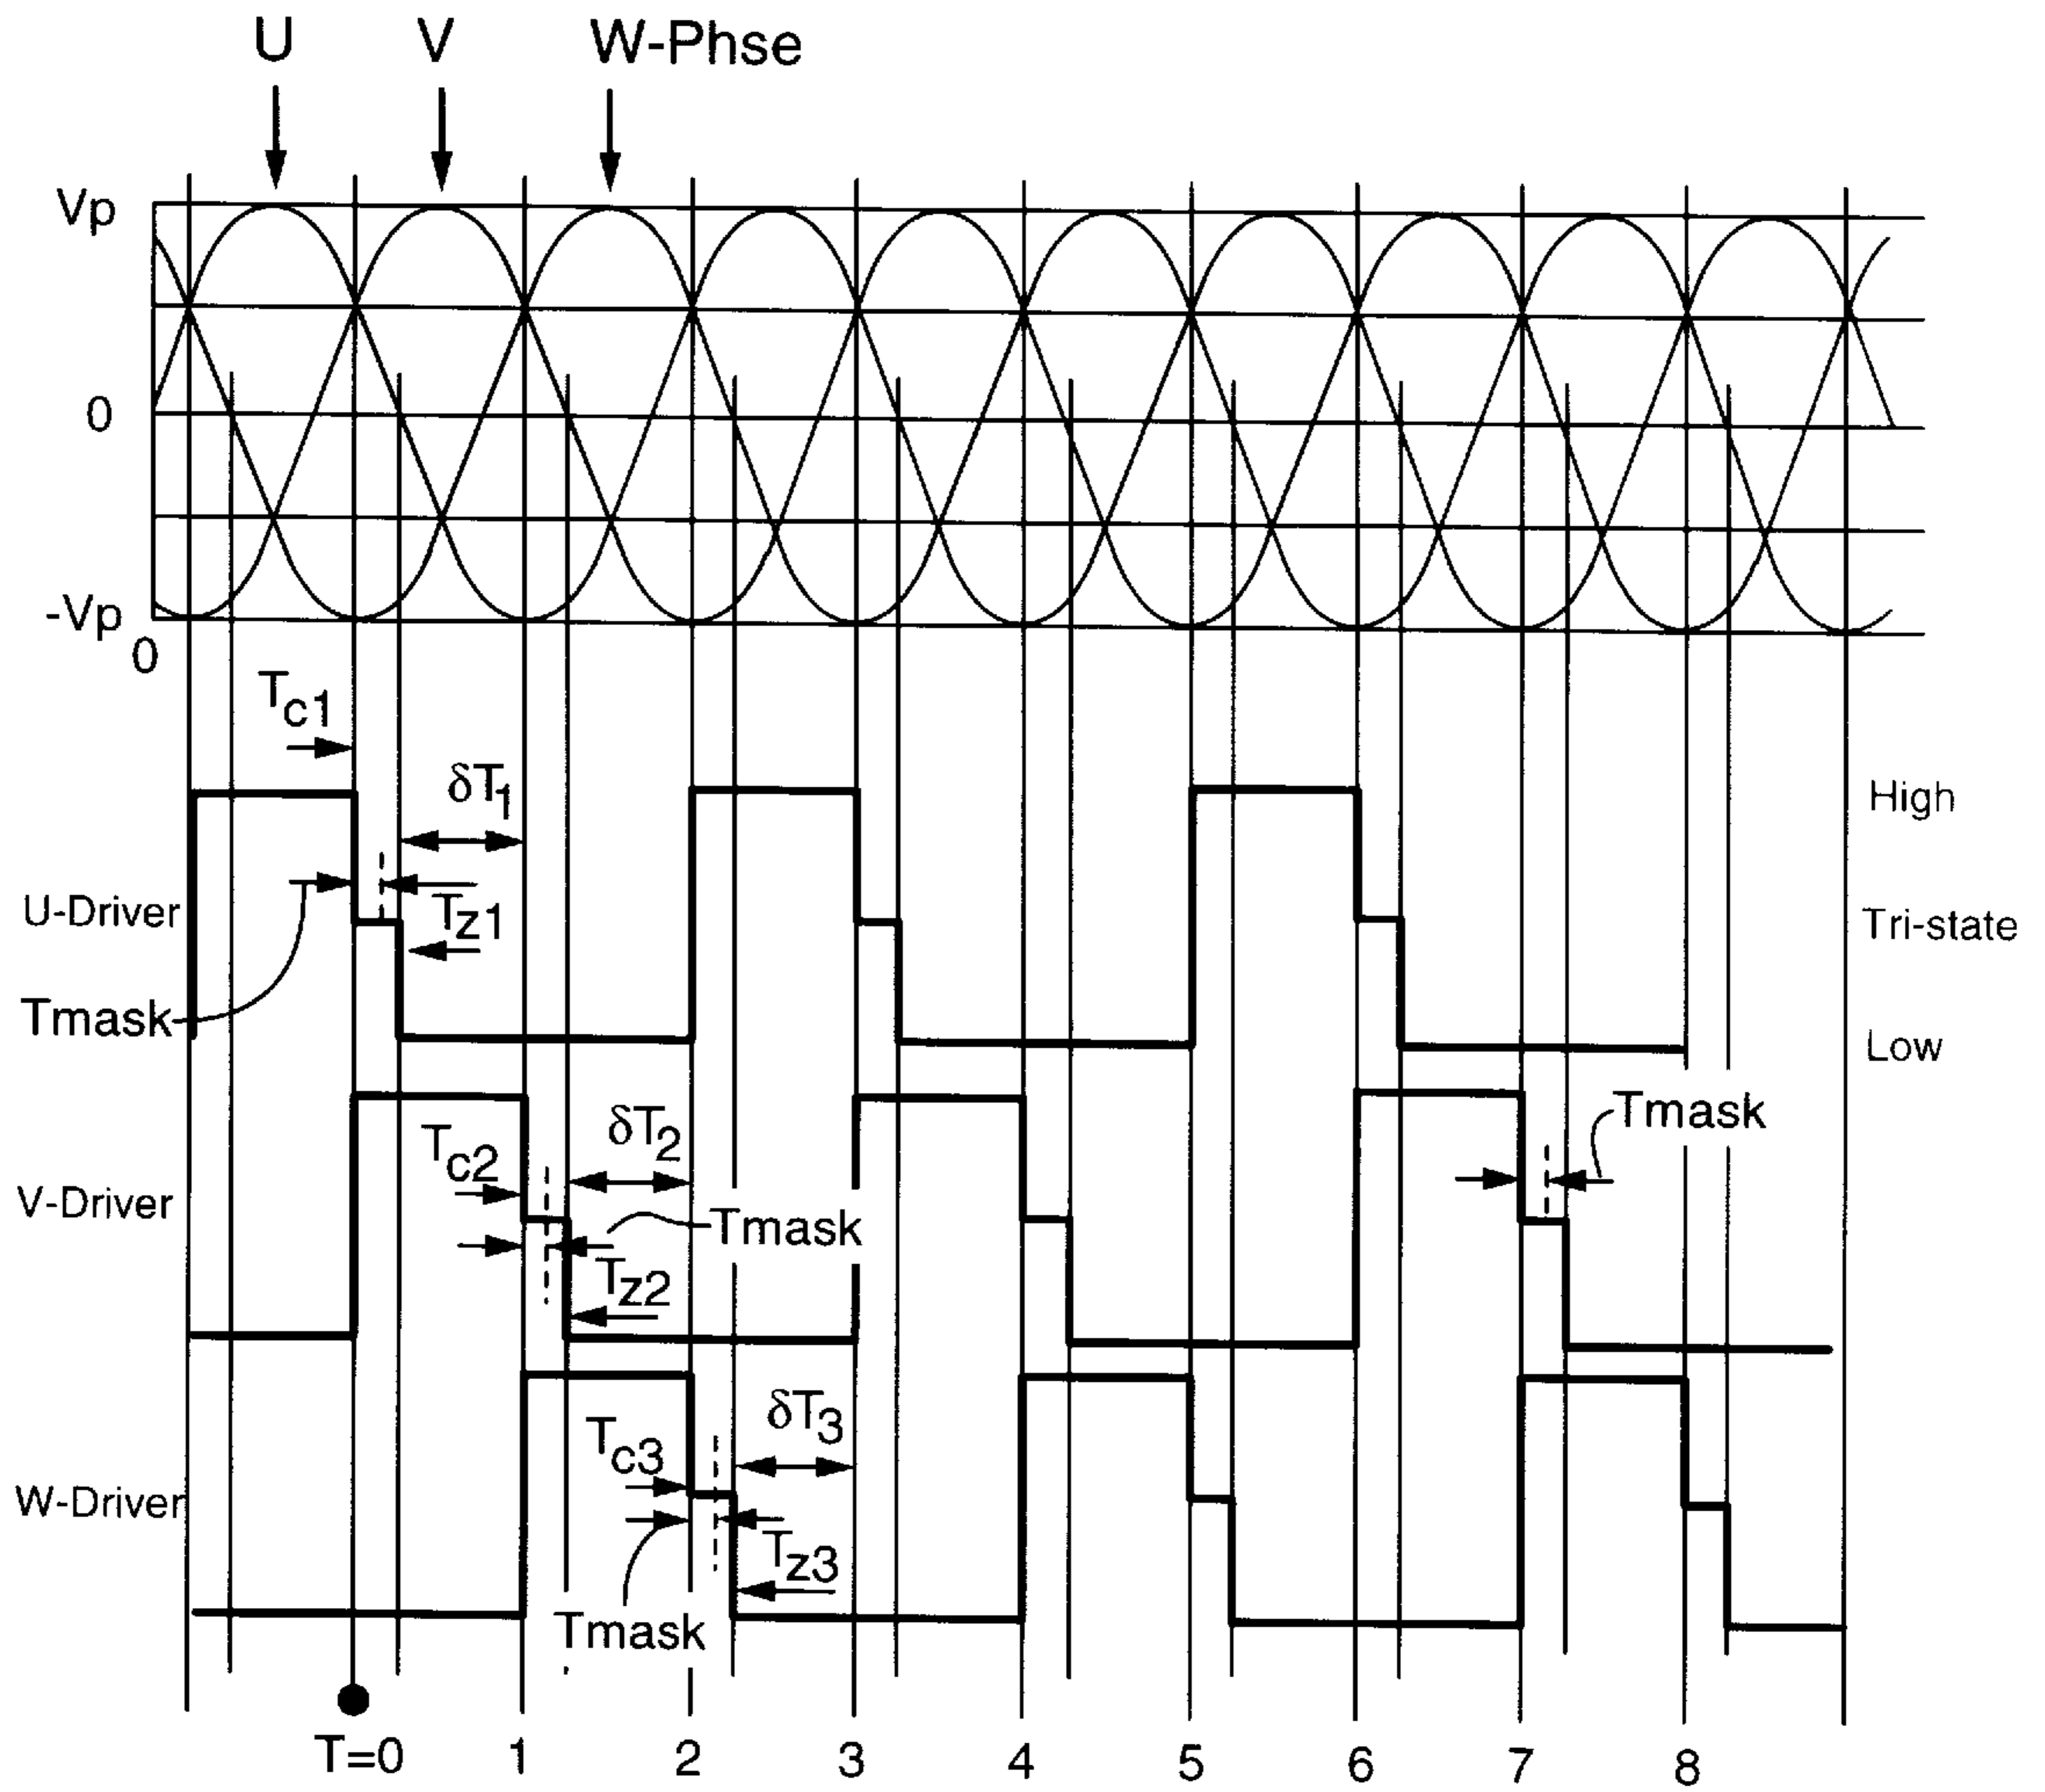 U V W-Phse
Vp
0
-Vp
0
Tc1
δT1
High
U-Driver
Tz1
Tri-state
Tmask
Low
Tmask
δT2
Tc2
V-Driver
Tmask
Tz2
δT3
Tc3
W-Driver
Tz3
Tmask
T=0 1 2 3 4 5 6 7 8